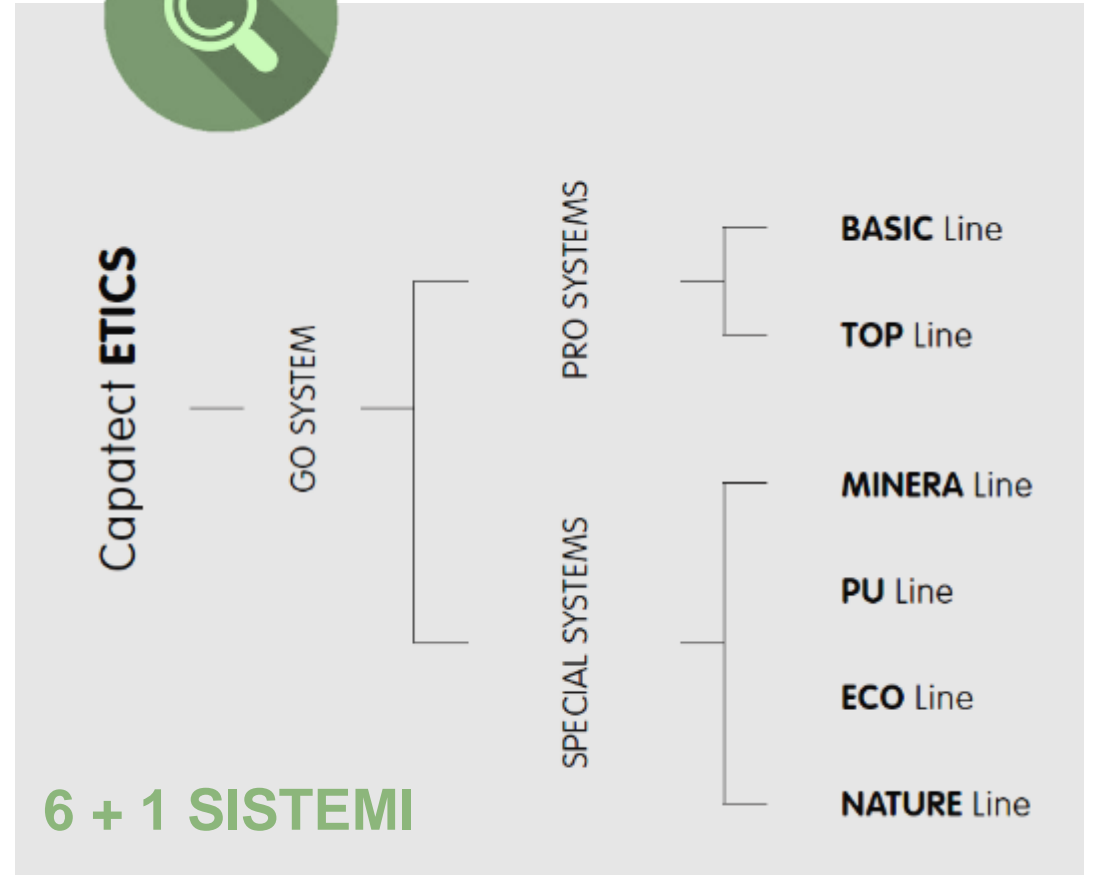 Capatect ETICS
GO SYSTEM
PRO SYSTEMS
BASIC Line
TOP Line
SPECIAL SYSTEMS
MINERA Line
PU Line
ECO Line
NATURE Line
6 + 1 SISTEMI